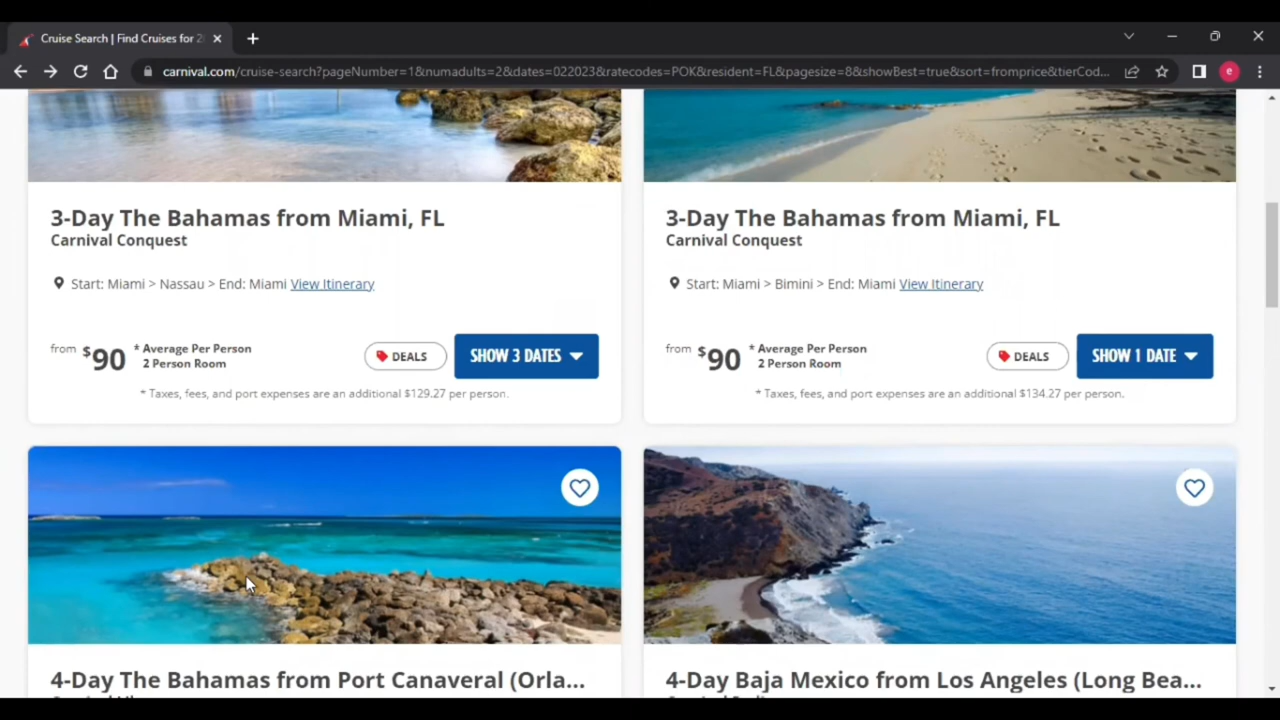 Cruise Search | Find Cruises for 2
carnival.com/cruise-search?pageNumber=1&numadults=2&dates=022023&ratecodes=POK&resident=FL&pagesize=8&showBest=true&sort=fromprice&tierCod...
e
3-Day The Bahamas from Miami, FL
Carnival Conquest
Start: Miami > Nassau > End: Miami View Itinerary
from $90 * Average Per Person
2 Person Room
DEALS
SHOW 3 DATES
* Taxes, fees, and port expenses are an additional $129.27 per person.
3-Day The Bahamas from Miami, FL
Carnival Conquest
Start: Miami > Bimini > End: Miami View Itinerary
from $90 * Average Per Person
2 Person Room
DEALS
SHOW 1 DATE
* Taxes, fees, and port expenses are an additional $134.27 per person.
4-Day The Bahamas from Port Canaveral (Orla...
4-Day Baja Mexico from Los Angeles (Long Bea...